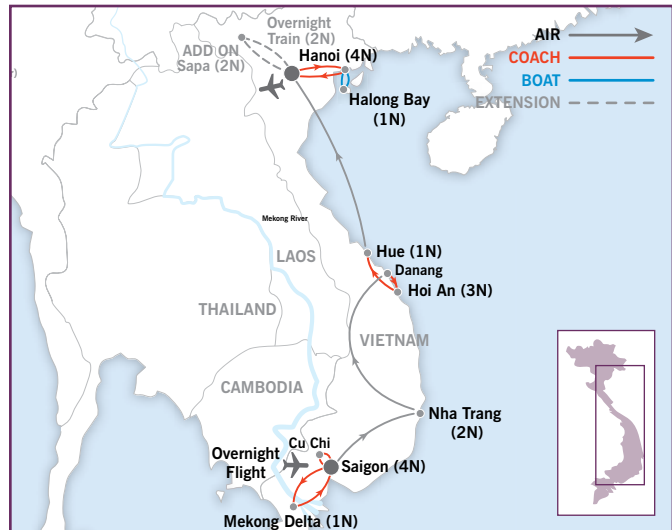 Overnight
Train (2N)
ADD ON
Sapa (2N)
Hanoi (4N)
Halong Bay
(1N)
AIR
COACH
BOAT
EXTENSION
Mekong River
LAOS
Hue (1N)
Danang
Hoi An (3N)
THAILAND
VIETNAM
CAMBODIA
Nha Trang
(2N)
Cu Chi
Overnight
Flight
Saigon (4N)
Mekong Delta (1N)